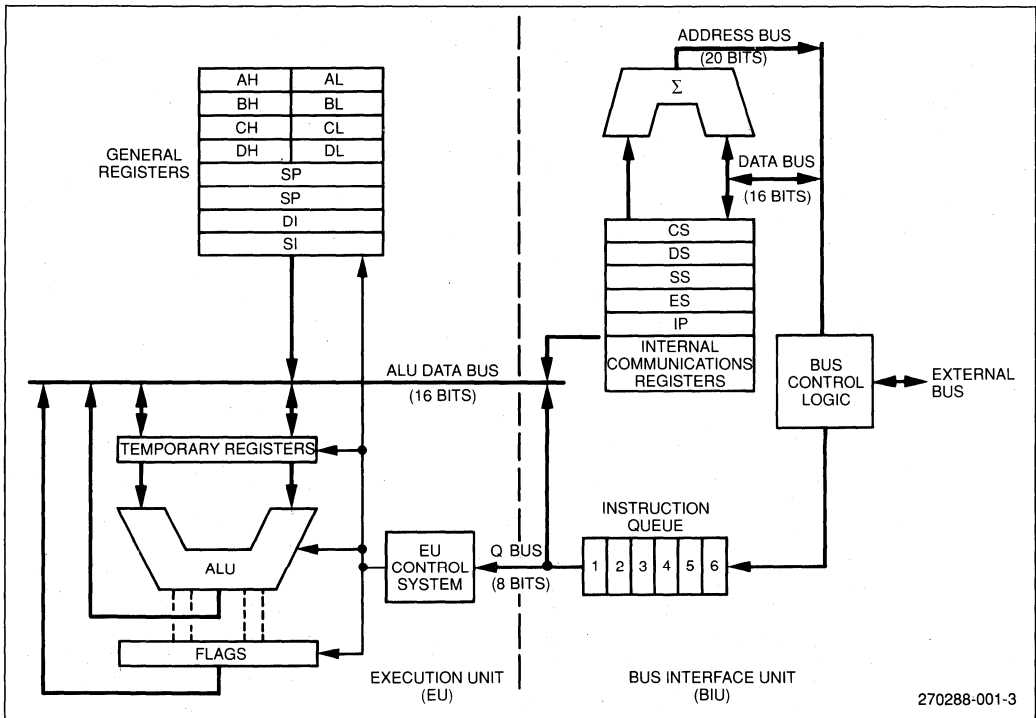 GENERAL
REGISTERS
AH AL
BH BL
CH CL
DH DL
SP
SP
DI
SI
ALU DATA BUS
(16 BITS)
TEMPORARY REGISTERS
ALU
FLAGS
EU
CONTROL
SYSTEM
Q BUS
(8 BITS)
EXECUTION UNIT
(EU)
ADDRESS BUS
(20 BITS)
Σ
DATA BUS
(16 BITS)
CS
DS
SS
ES
IP
INTERNAL
COMMUNICATIONS
REGISTERS
BUS
CONTROL
LOGIC
EXTERNAL
BUS
INSTRUCTION
QUEUE
1 2 3 4 5 6
BUS INTERFACE UNIT
(BIU)
270288-001-3